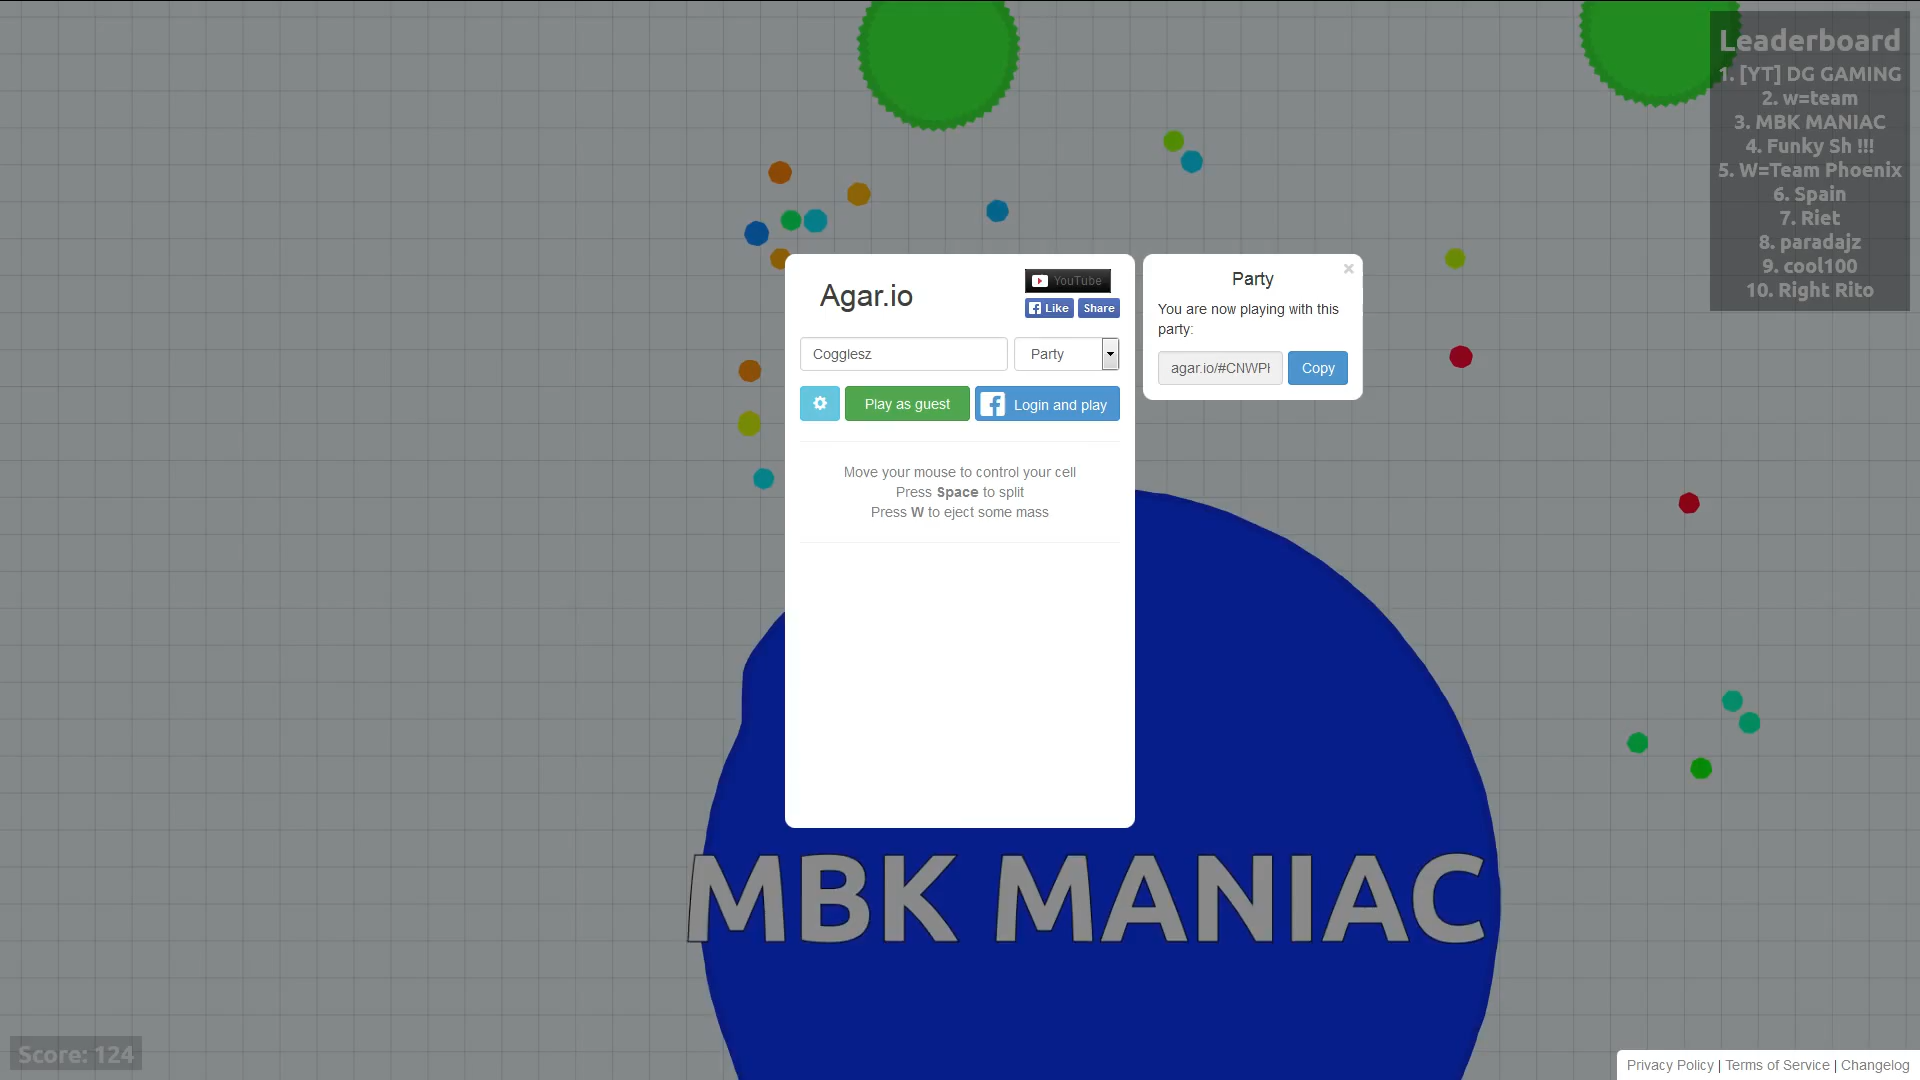 Leaderboard
1. [YT] DG GAMING
2. w=team
3. MBK MANIAC
4. Funky Sh !!!
5. W=Team Phoenix
6. Spain
7. Riet
8. paradajz
9. cool100
10. Right Rito
Agar.io
YouTube
Like
Share
Cogglesz
Party
Play as guest
Login and play
Move your mouse to control your cell
Press Space to split
Press W to eject some mass
Party
×
You are now playing with this
party:
agar.io/#CNWP
Copy
MBK MANIAC
Score: 124
Privacy Policy | Terms of Service | Changelog